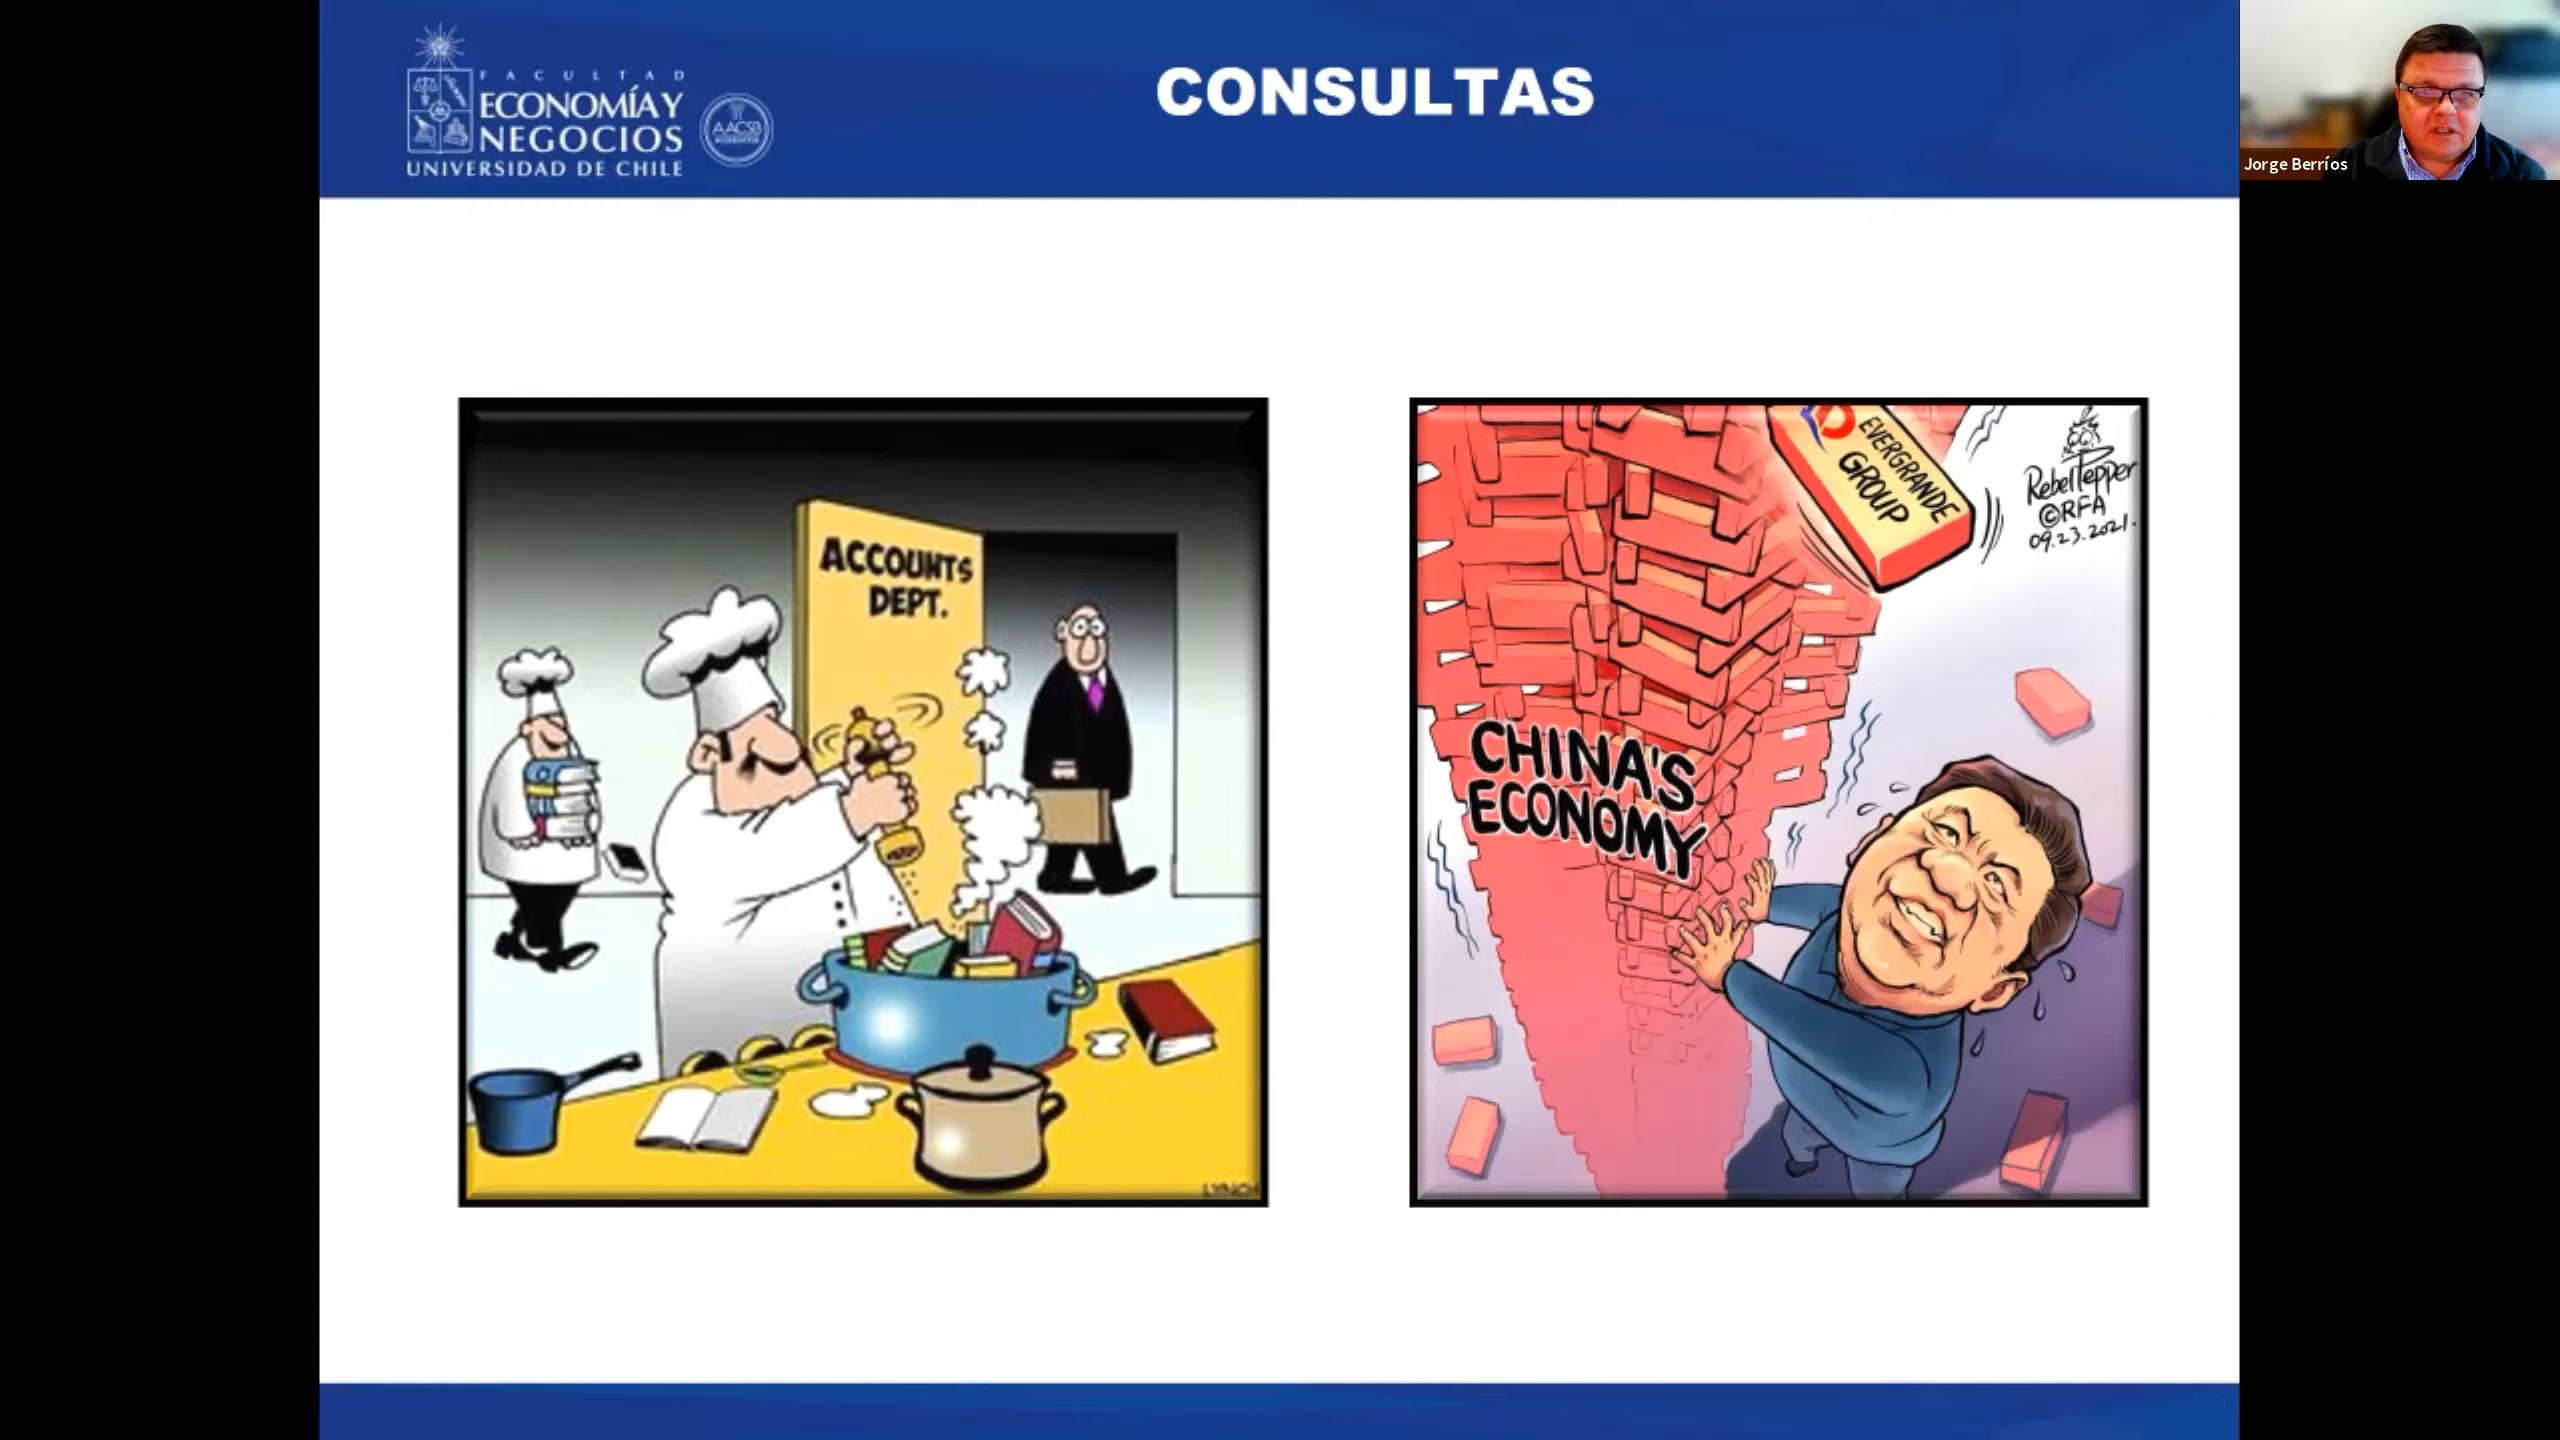 FACULTAD
ECONOMÍA Y
NEGOCIOS
UNIVERSIDAD DE CHILE
AACSB
CONSULTAS
Jorge Berríos
ACCOUNTS
DEPT.
LYNCH
EVERGRANDE
GROUP
RebelPepper
©RFA
09.23.2021.
CHINA'S
ECONOMY